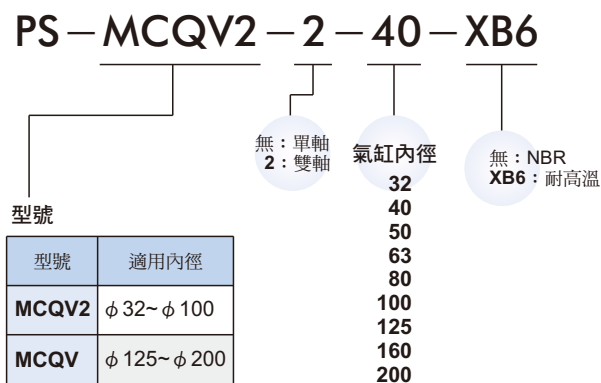 PS－MCQV2－2－40－XB6
無：單軸
2：雙軸
氣缸內徑
32
40
50
63
80
100
125
160
200
無：NBR
XB6：耐高溫
型號
型號 適用內徑
MCQV2 φ32~φ100
MCQV φ125~φ200